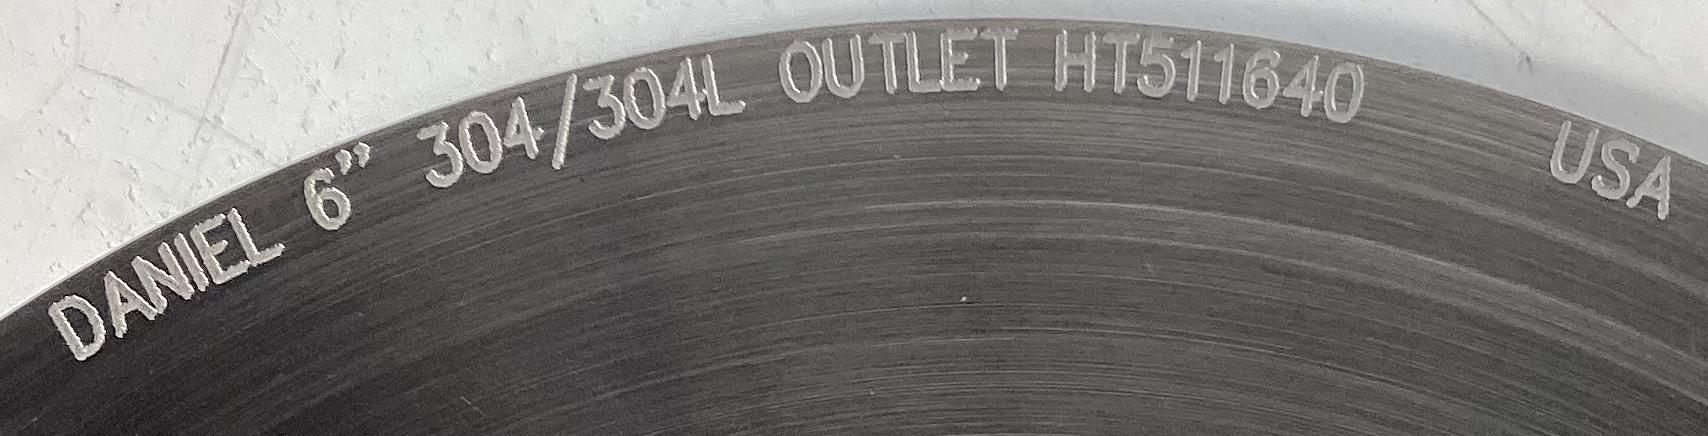 DANIEL 6” 304/304L OUTLET HT511640 USA